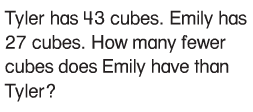 Tyler has 43 cubes. Emily has
27 cubes. How many fewer
cubes does Emily have than
Tyler?